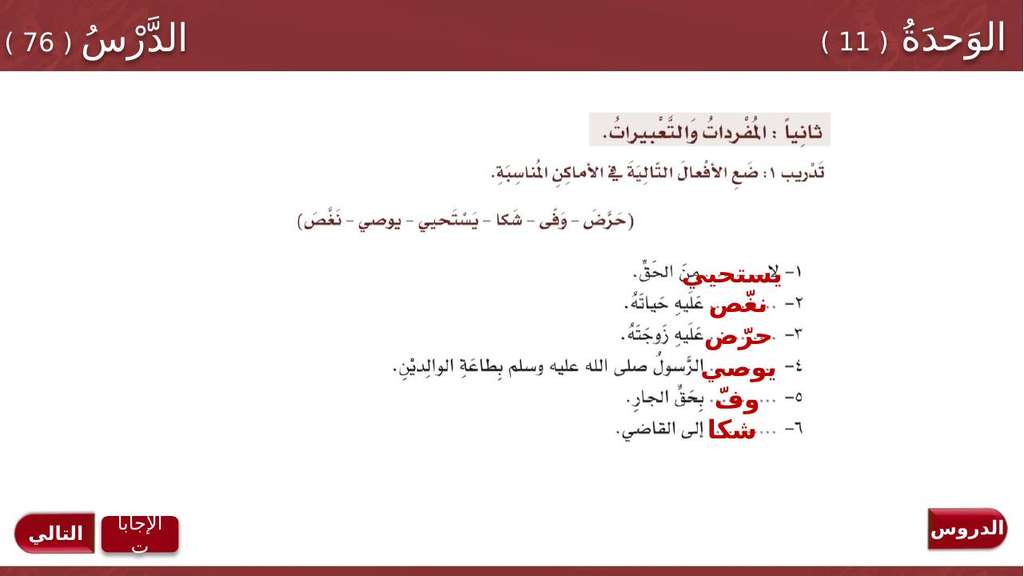 الوَحدَةُ ( 11 )
الدَّرْسُ ( 76 )
ثانِياً : المُفْرداتُ وَالتَّعْبيراتُ.
تَدْريب ١: ضَعِ الأفْعالَ التّالِيَةَ في الأماكِنِ المُناسِبَةِ.
(حَرَّضَ – وَفَّى – شَكا – يَسْتَحيي – يوصي – نَغَّصَ)
١- لا يستحيي مِنَ الحَقِّ.
٢- ... نغّص عَلَيهِ حَياتَهُ.
٣- ... حرّض عَلَيهِ زَوجَتَهُ.
٤- ... يوصي الرَّسولُ صلى الله عليه وسلم بِطاعَةِ الوالِديْنِ.
٥- ... وفّ بِحَقِّ الجارِ.
٦- ... شكا إلى القاضي.
الدروس
الإجابات
التالي